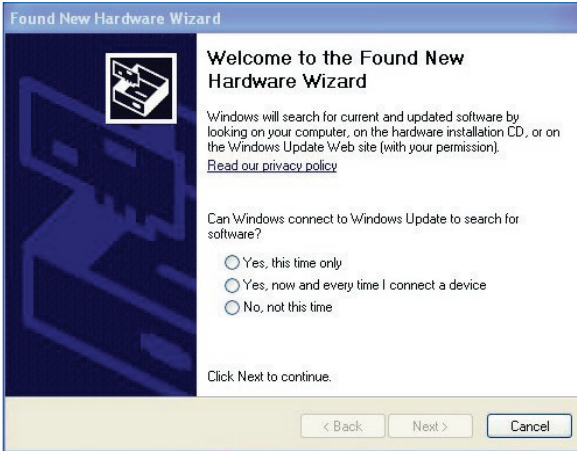 Found New Hardware Wizard
Welcome to the Found New
Hardware Wizard
Windows will search for current and updated software by
looking on your computer, on the hardware installation CD, or on
the Windows Update Web site (with your permission).
Read our privacy policy
Can Windows connect to Windows Update to search for
software?
Yes, this time only
Yes, now and every time I connect a device
No, not this time
Click Next to continue.
< Back Next > Cancel